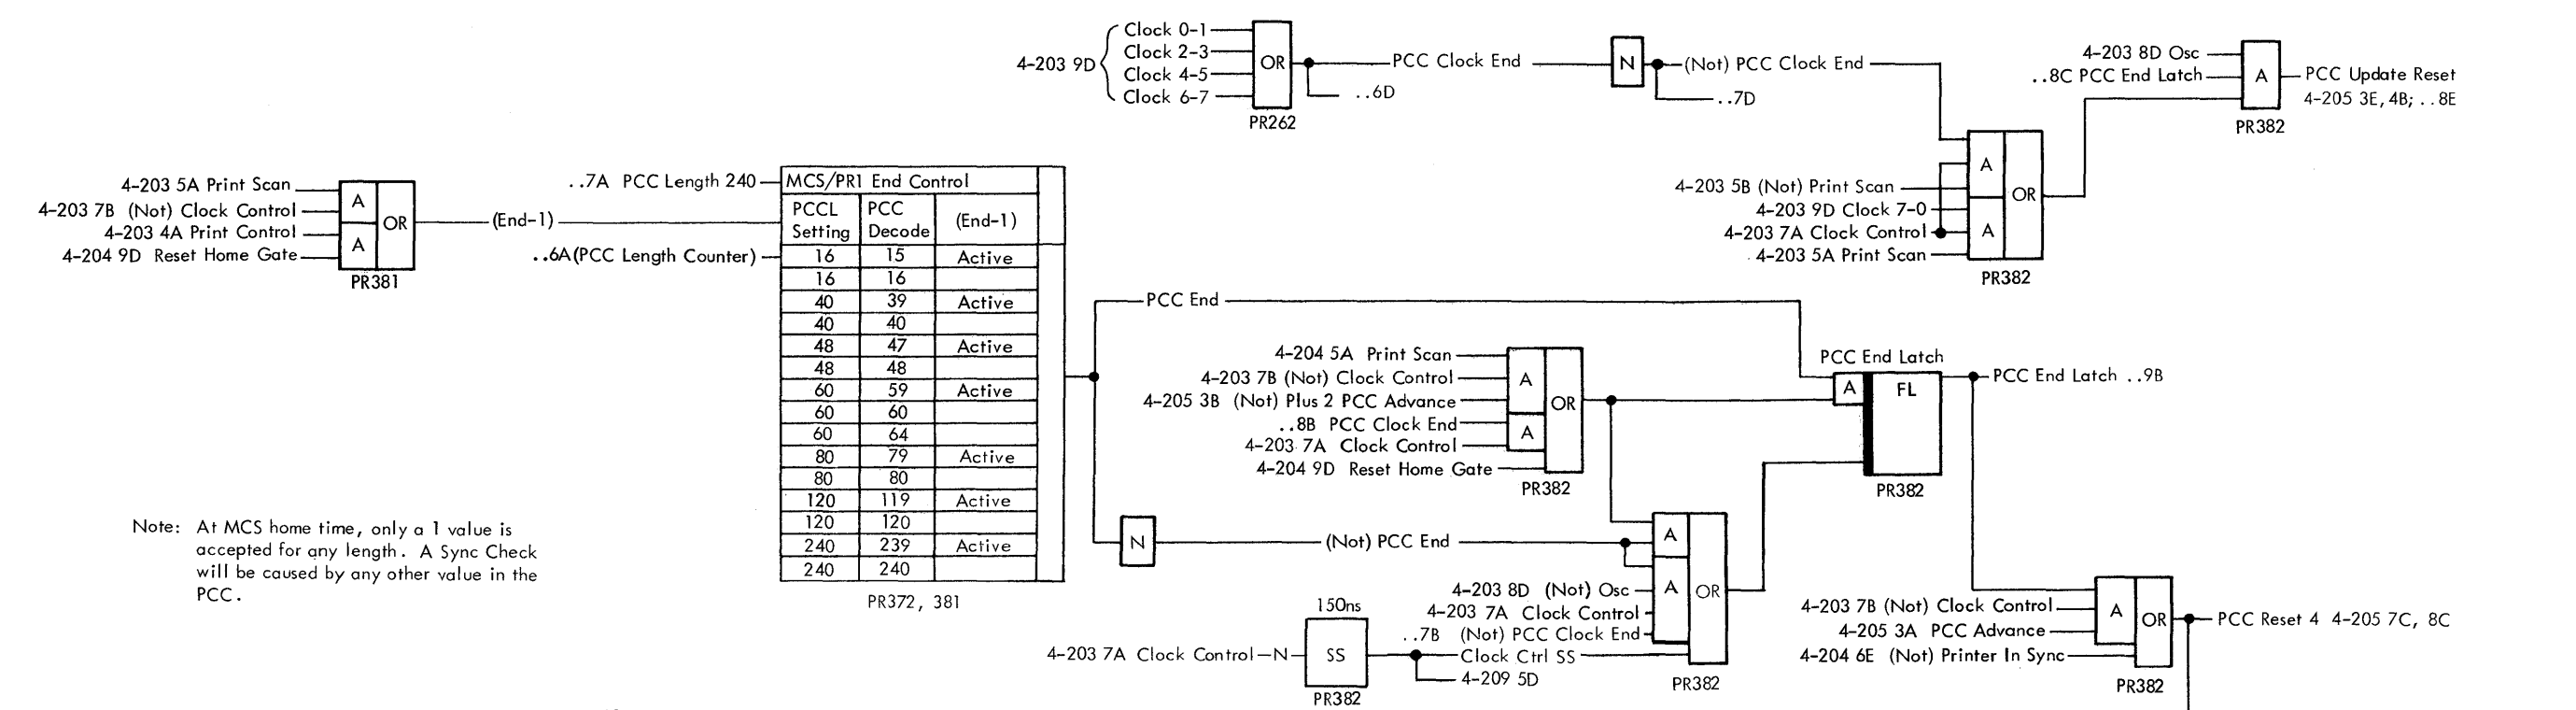 4-203 9D
Clock 0-1
Clock 2-3
Clock 4-5
Clock 6-7
OR
PR262
PCC Clock End
..6D
N
(Not) PCC Clock End
..7D
4-203 8D Osc
..8C PCC End Latch
A
PR382
PCC Update Reset
4-205 3E, 4B; ..8E
4-203 5B (Not) Print Scan
4-203 9D Clock 7-0
4-203 7A Clock Control
4-203 5A Print Scan
A
A
OR
PR382
4-203 5A Print Scan
4-203 7B (Not) Clock Control
4-203 4A Print Control
4-204 9D Reset Home Gate
A
A
OR
PR381
(End-1)
..7A PCC Length 240
..6A(PCC Length Counter)
MCS/PR1 End Control
PCCL Setting PCC Decode (End-1)
16 15 Active
16 16
40 39 Active
40 40
48 47 Active
48 48
60 59 Active
60 60
60 64
80 79 Active
80 80
120 119 Active
120 120
240 239 Active
240 240
PR372, 381
PCC End
4-204 5A Print Scan
4-203 7B (Not) Clock Control
4-205 3B (Not) Plus 2 PCC Advance
..8B PCC Clock End
4-203 7A Clock Control
4-204 9D Reset Home Gate
A
A
OR
PR382
PCC End Latch
A
FL
PR382
PCC End Latch ..9B
N
(Not) PCC End
4-203 8D (Not) Osc
4-203 7A Clock Control
..7B (Not) PCC Clock End
Clock Ctrl SS
4-209 5D
A
A
OR
PR382
4-203 7A Clock Control
N
150ns
SS
PR382
4-203 7B (Not) Clock Control
4-205 3A PCC Advance
4-204 6E (Not) Printer In Sync
A
OR
PR382
PCC Reset 4 4-205 7C, 8C
Note: At MCS home time, only a 1 value is
accepted for any length. A Sync Check
will be caused by any other value in the
PCC.